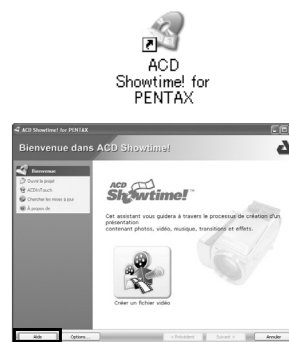 ACD
Showtime! for
PENTAX
ACD Showtime! for PENTAX
Bienvenue dans ACD Showtime!
Bienvenue
Ouvrir le projet
ACDInTouch
Chercher les mises à jour
À propos de
ACD
Showtime!™
Cet assistant vous guidera à travers le processus de création d'un
présentation
contenant photos, vidéo, musique, transitions et effets.
Créer un fichier vidéo
Aide
Options...
< Précédent
Suivant >
Annuler